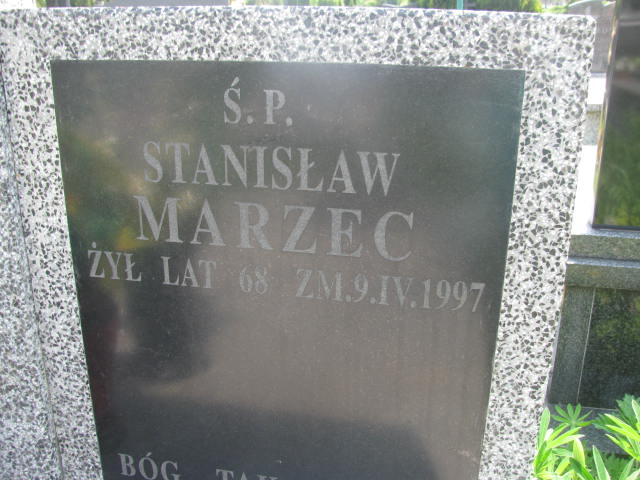 Ś.P.
STANISŁAW
MARZEC
ŻYŁ LAT 68 ZM.9.IV.1997
BÓG